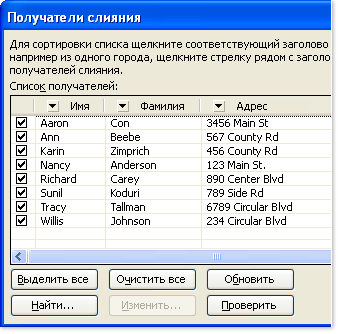 Получатели слияния
Для сортировки списка щелкните соответствующий заголово
например из одного города, щелкните стрелку рядом с заголо
получателей слияния.
Список получателей:
Имя Фамилия Адрес
Aaron Con 3456 Main St
Ann Beebe 567 County Rd
Karin Zimprich 456 County Rd
Nancy Anderson 123 Main St.
Richard Carey 890 Center Blvd
Sunil Koduri 789 Side Rd
Tracy Tallman 6789 Circular Blvd
Willis Johnson 234 Circular Blvd
Выделить все Очистить все Обновить
Найти... Изменить... Проверить